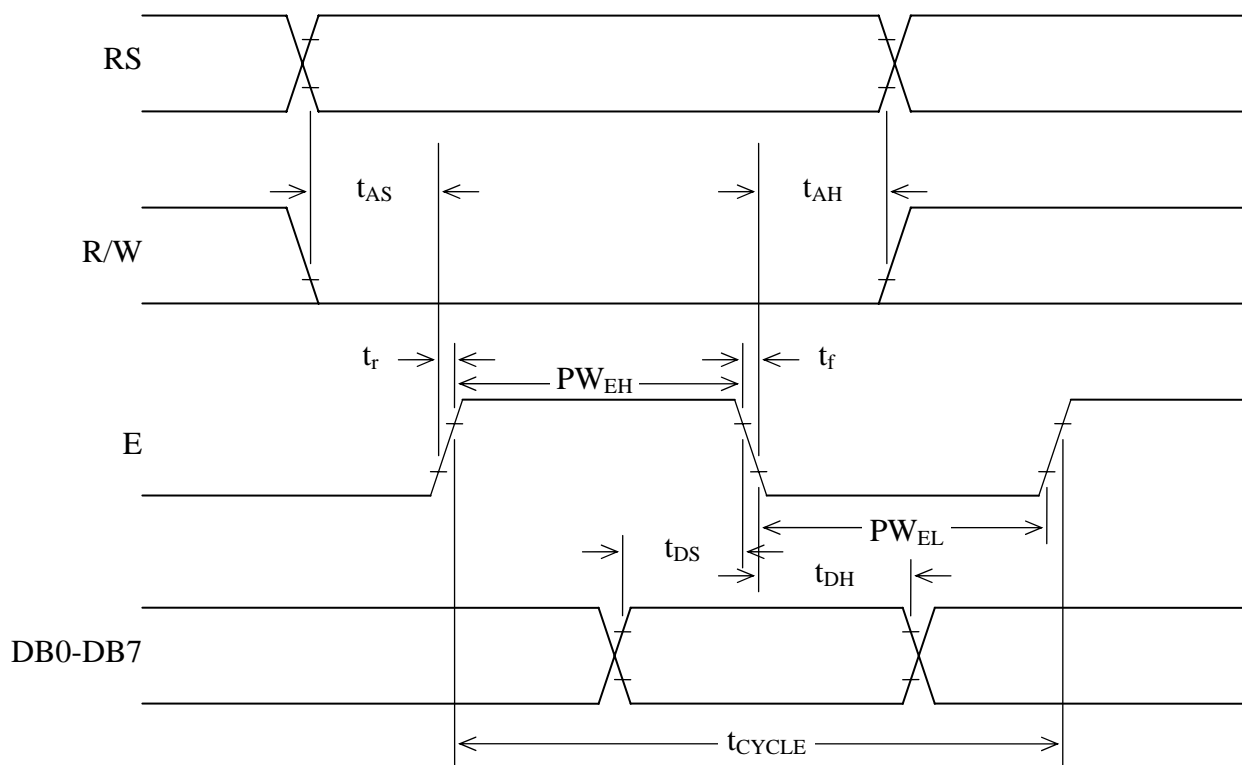 RS
t_AS
t_AH
R/W
t_r
PW_EH
t_f
E
PW_EL
t_DS
t_DH
DB0-DB7
t_CYCLE